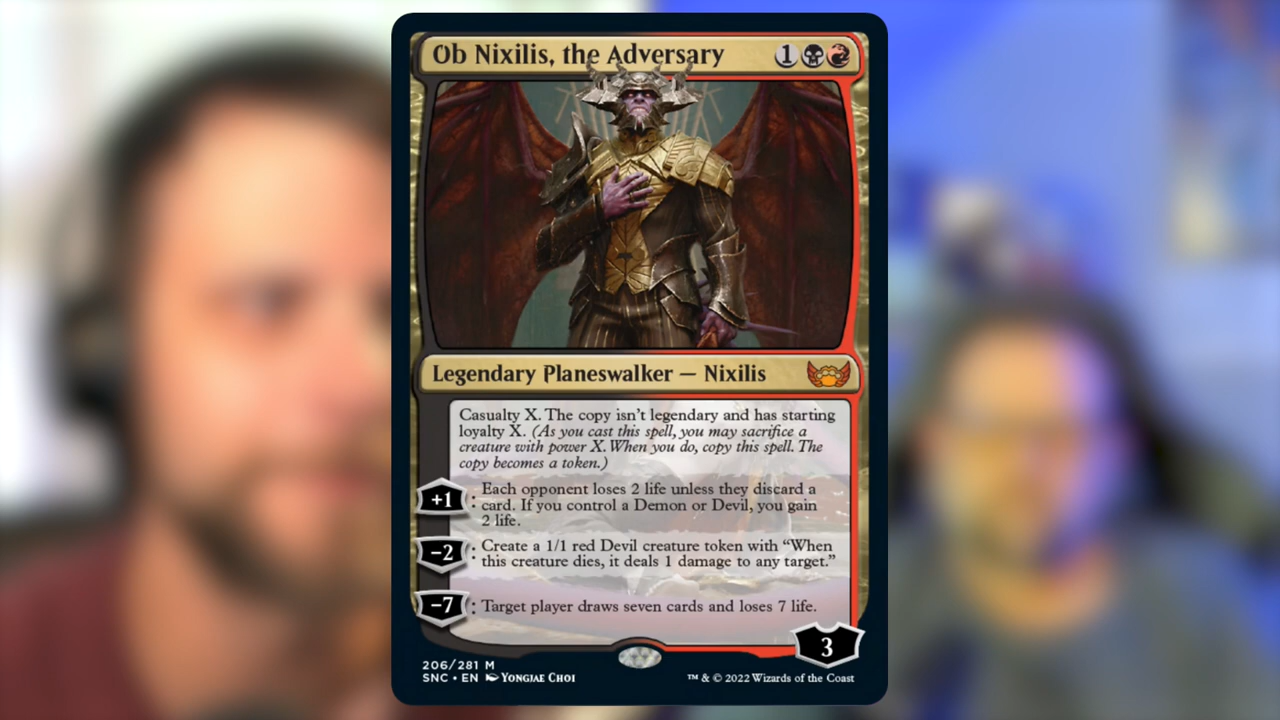 Ob Nixilis, the Adversary 1
Legendary Planeswalker — Nixilis
Casualty X. The copy isn't legendary and has starting
loyalty X. (As you cast this spell, you may sacrifice a
creature with power X. When you do, copy this spell. The
copy becomes a token.)
+1 : Each opponent loses 2 life unless they discard a
card. If you control a Demon or Devil, you gain
2 life.
−2 : Create a 1/1 red Devil creature token with “When
this creature dies, it deals 1 damage to any target.”
−7 : Target player draws seven cards and loses 7 life.
3
206/281 M
SNC • EN Yongjae Choi
™ & © 2022 Wizards of the Coast